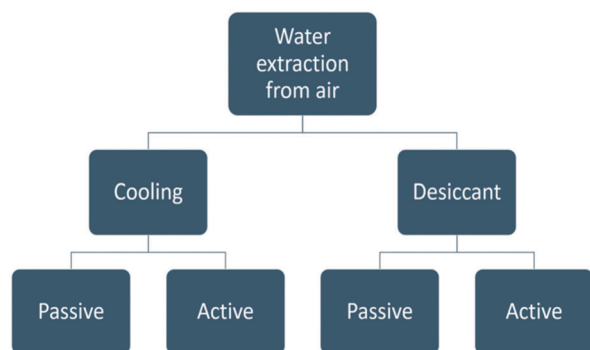 Water
extraction
from air
Cooling
Desiccant
Passive
Active
Passive
Active